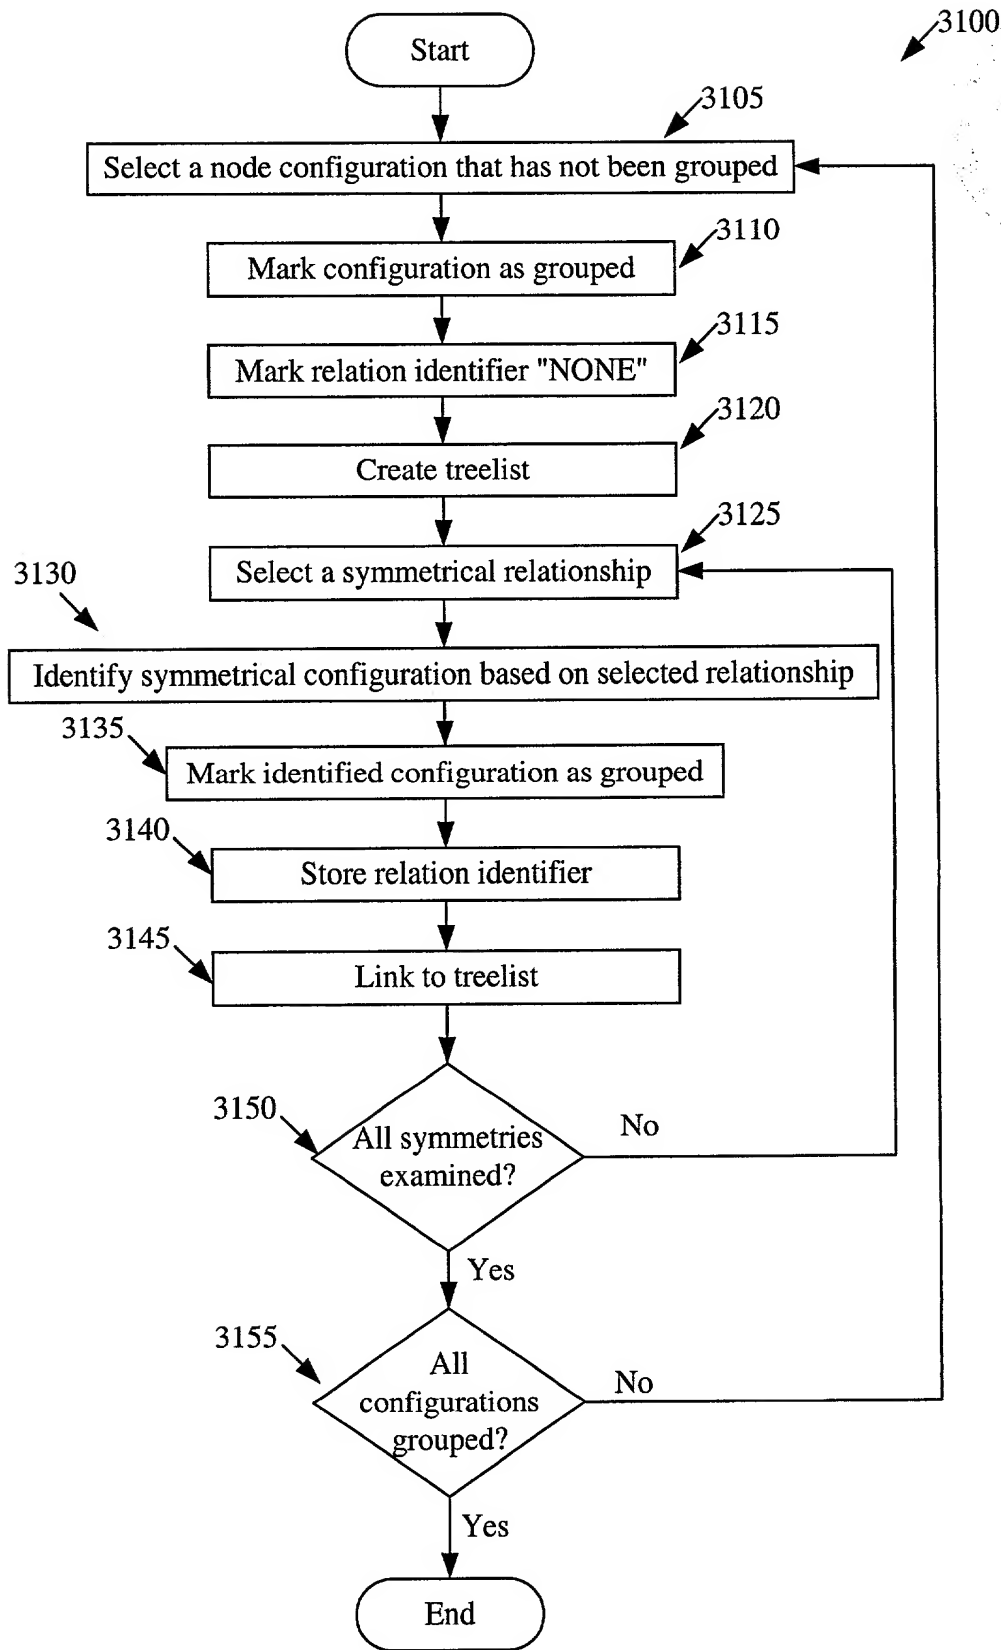 3100
Start
3105
Select a node configuration that has not been grouped
3110
Mark configuration as grouped
3115
Mark relation identifier "NONE"
3120
Create treelist
3125
Select a symmetrical relationship
3130
Identify symmetrical configuration based on selected relationship
3135
Mark identified configuration as grouped
3140
Store relation identifier
3145
Link to treelist
3150
All symmetries
examined?
No
Yes
3155
All
configurations
grouped?
No
Yes
End